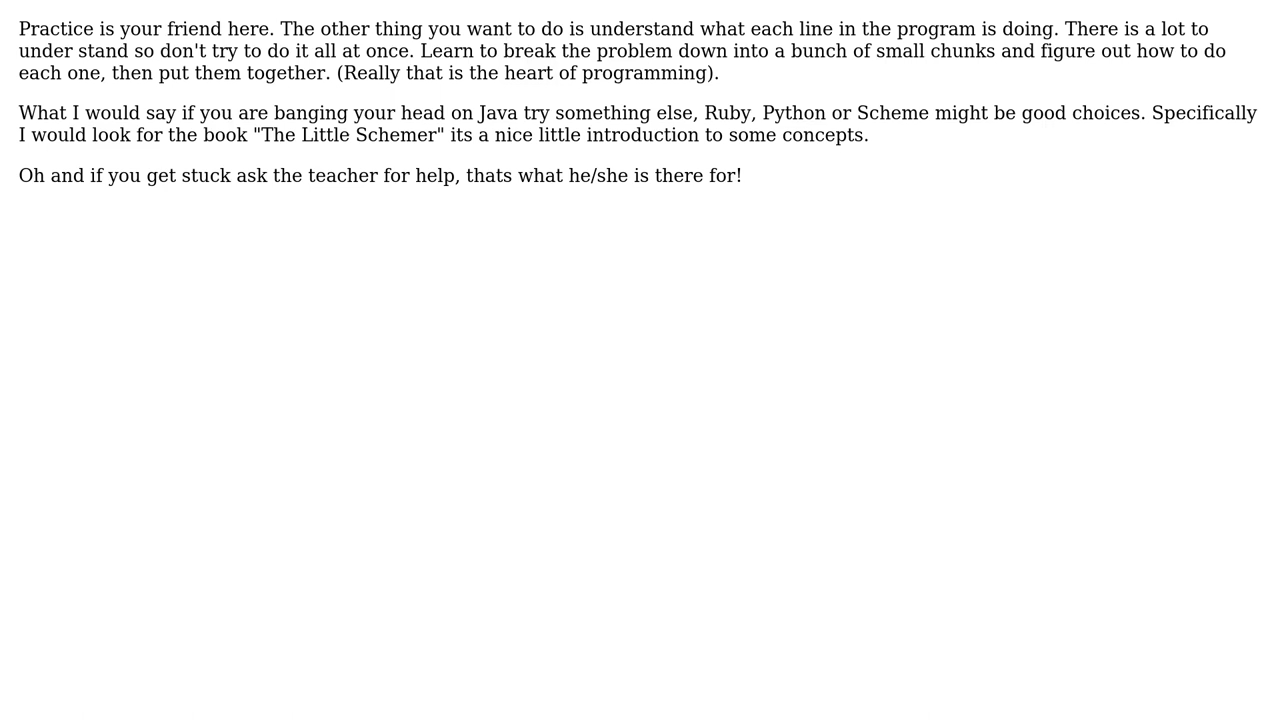 Practice is your friend here. The other thing you want to do is understand what each line in the program is doing. There is a lot to
under stand so don't try to do it all at once. Learn to break the problem down into a bunch of small chunks and figure out how to do
each one, then put them together. (Really that is the heart of programming).
What I would say if you are banging your head on Java try something else, Ruby, Python or Scheme might be good choices. Specifically
I would look for the book "The Little Schemer" its a nice little introduction to some concepts.
Oh and if you get stuck ask the teacher for help, thats what he/she is there for!